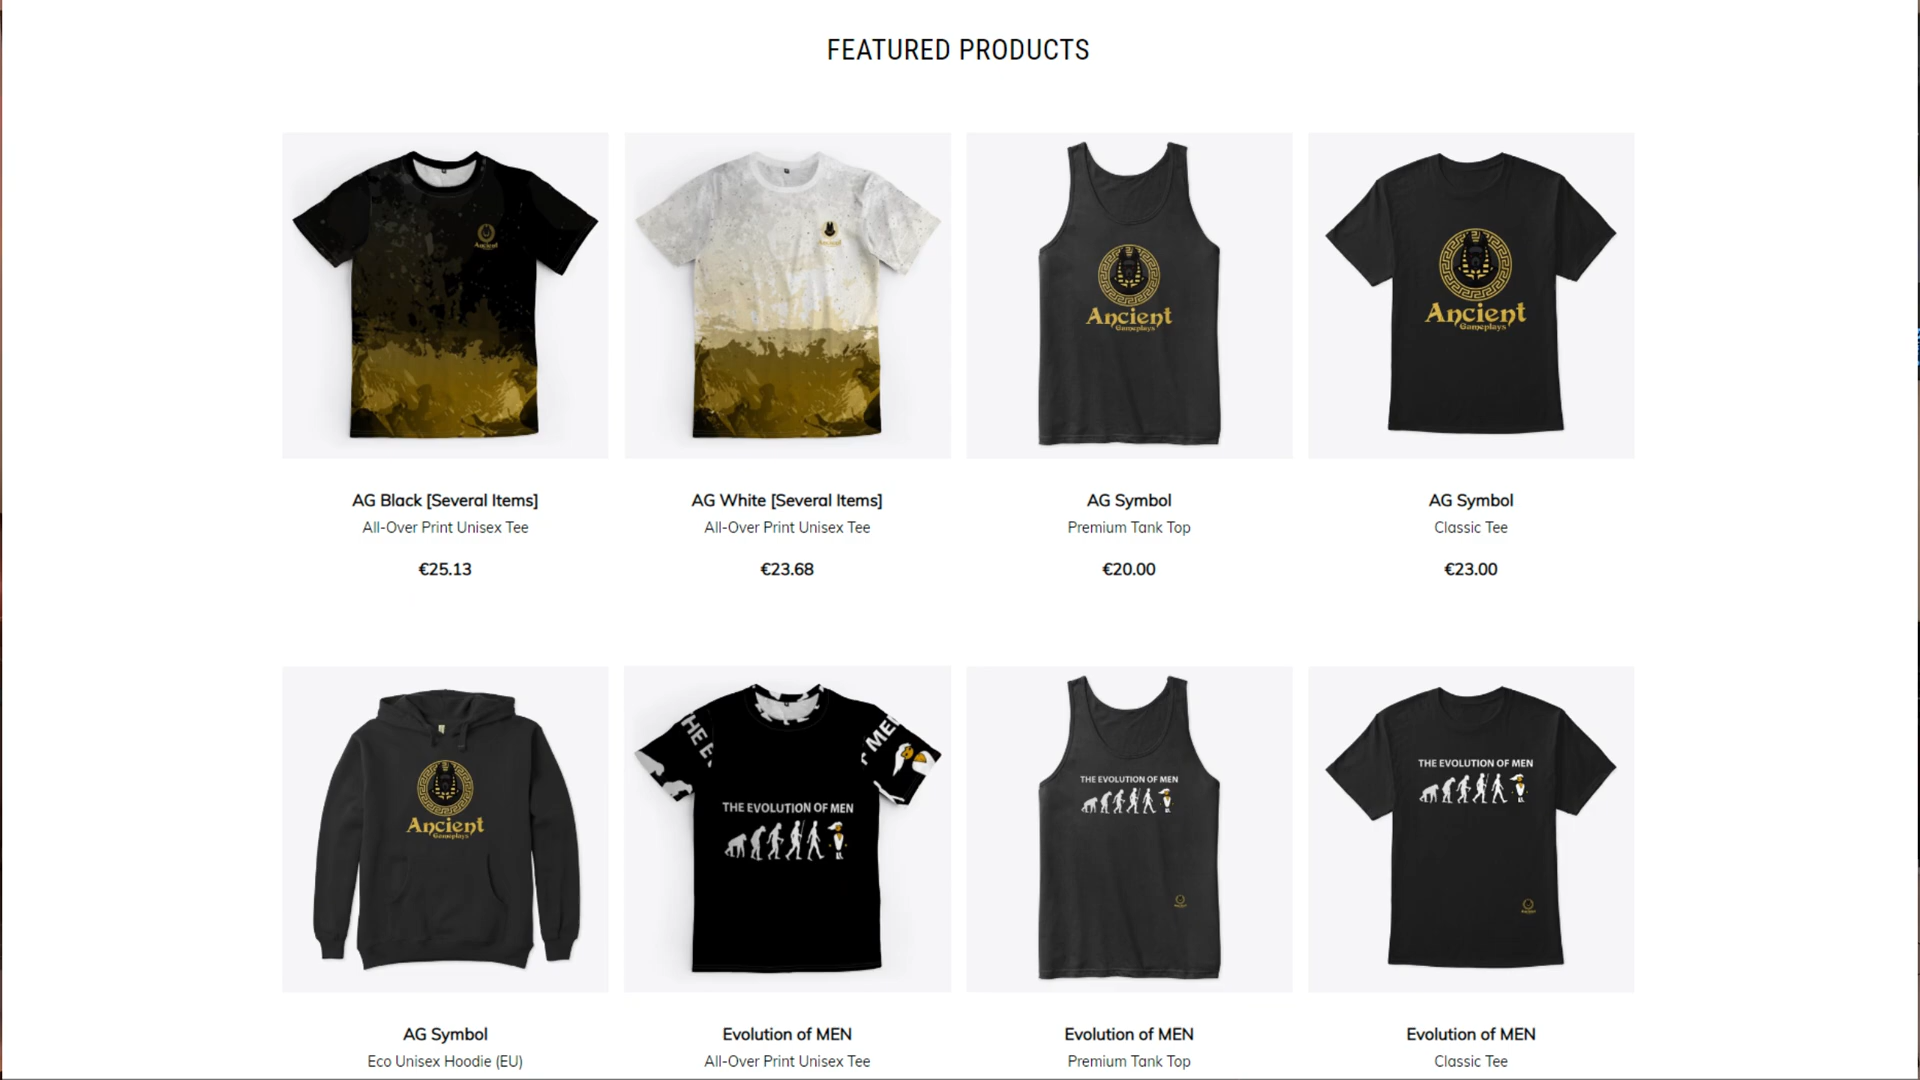 FEATURED PRODUCTS
Ancient
Ancient
Ancient
Gameplays
Ancient
Gameplays
AG Black [Several Items]
AG White [Several Items]
AG Symbol
AG Symbol
All-Over Print Unisex Tee
All-Over Print Unisex Tee
Premium Tank Top
Classic Tee
€25.13
€23.68
€20.00
€23.00
Ancient
Gameplays
THE EVOLUTION OF MEN
THE EVOLUTION OF MEN
THE EVOLUTION OF MEN
AG Symbol
Evolution of MEN
Evolution of MEN
Evolution of MEN
Eco Unisex Hoodie (EU)
All-Over Print Unisex Tee
Premium Tank Top
Classic Tee